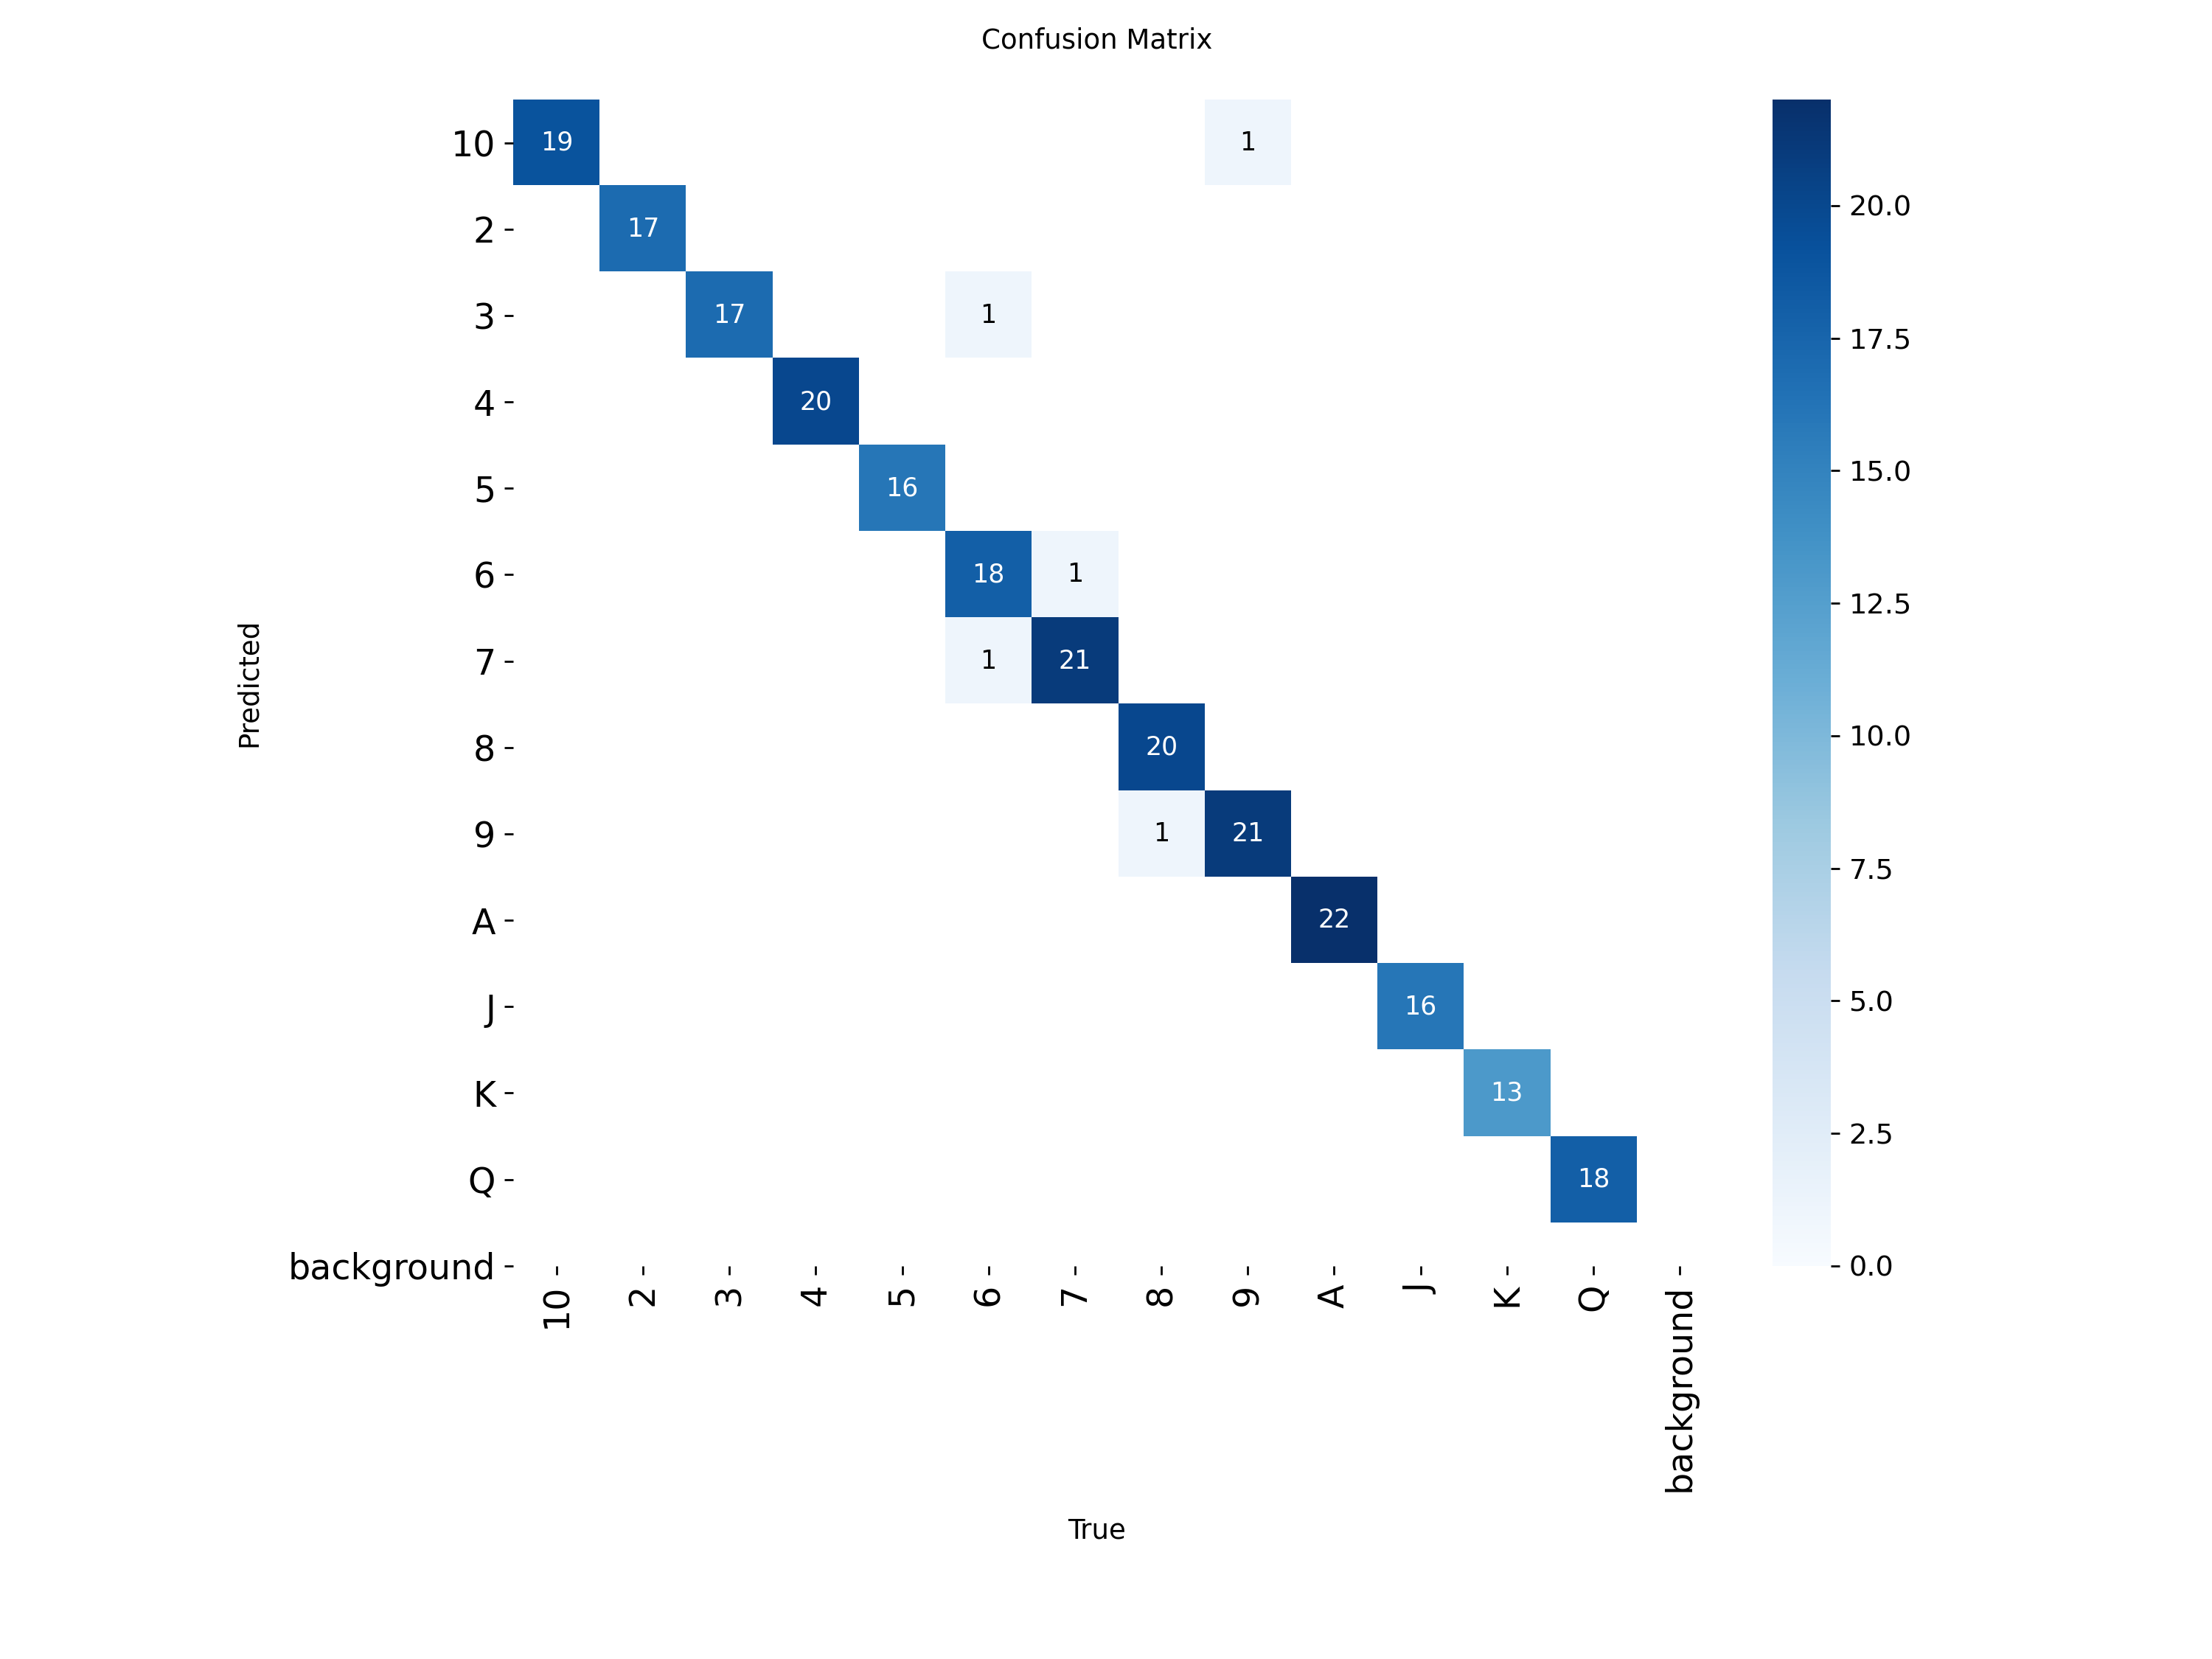 Confusion Matrix
10 19 1
2 17
3 17 1
4 20
5 16
6 18 1
7 1 21
8 20
9 1 21
A 22
J 16
K 13
Q 18
background
10 2 3 4 5 6 7 8 9 A J K Q background
Predicted
True
20.0
17.5
15.0
12.5
10.0
7.5
5.0
2.5
0.0